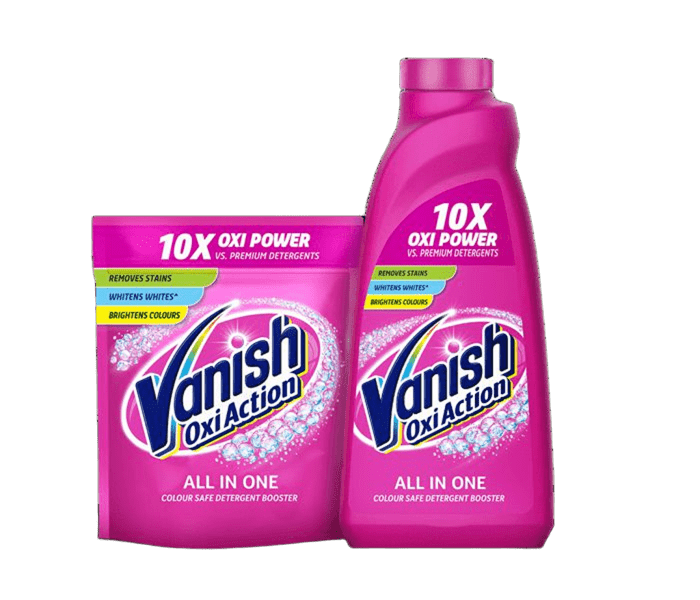 10X OXI POWER
VS. PREMIUM DETERGENTS
REMOVES STAINS
WHITENS WHITES*
BRIGHTENS COLOURS
Vanish
OxiAction
ALL IN ONE
COLOUR SAFE DETERGENT BOOSTER
10X
OXI POWER
VS. PREMIUM DETERGENTS
REMOVES STAINS
WHITENS WHITES*
BRIGHTENS COLOURS
Vanish
OxiAction
ALL IN ONE
COLOUR SAFE DETERGENT BOOSTER